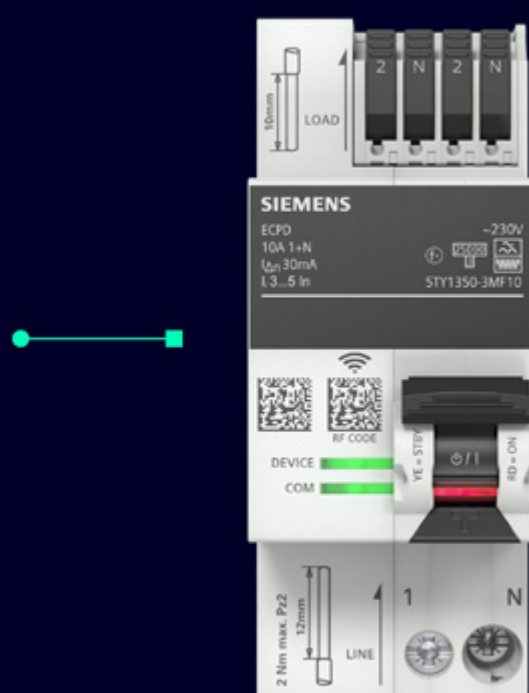 2 N 2 N
10mm
LOAD
SIEMENS
ECPD
10A 1+N
IΔn 30mA
I. 3...5 In
~230V
5TY1350-3MF10
RF CODE
DEVICE
COM
YE = STBY
RD = ON
1 N
2 Nm max. Pz2
12mm
LINE